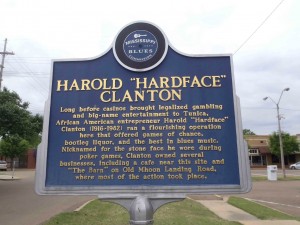 MISSISSIPPI
BLUES
HAROLD "HARDFACE"
CLANTON
Long before casinos brought legalized gambling
and big-name entertainment to Tunica,
African American entrepreneur Harold "Hardface"
Clanton (1916-1982) ran a flourishing operation
here that offered games of chance,
bootleg liquor, and the best in blues music.
Nicknamed for the stone face he wore during
poker games, Clanton owned several
businesses, including a cafe near this site and
"The Barn" on Old Mhoon Landing Road,
where most of the action took place.